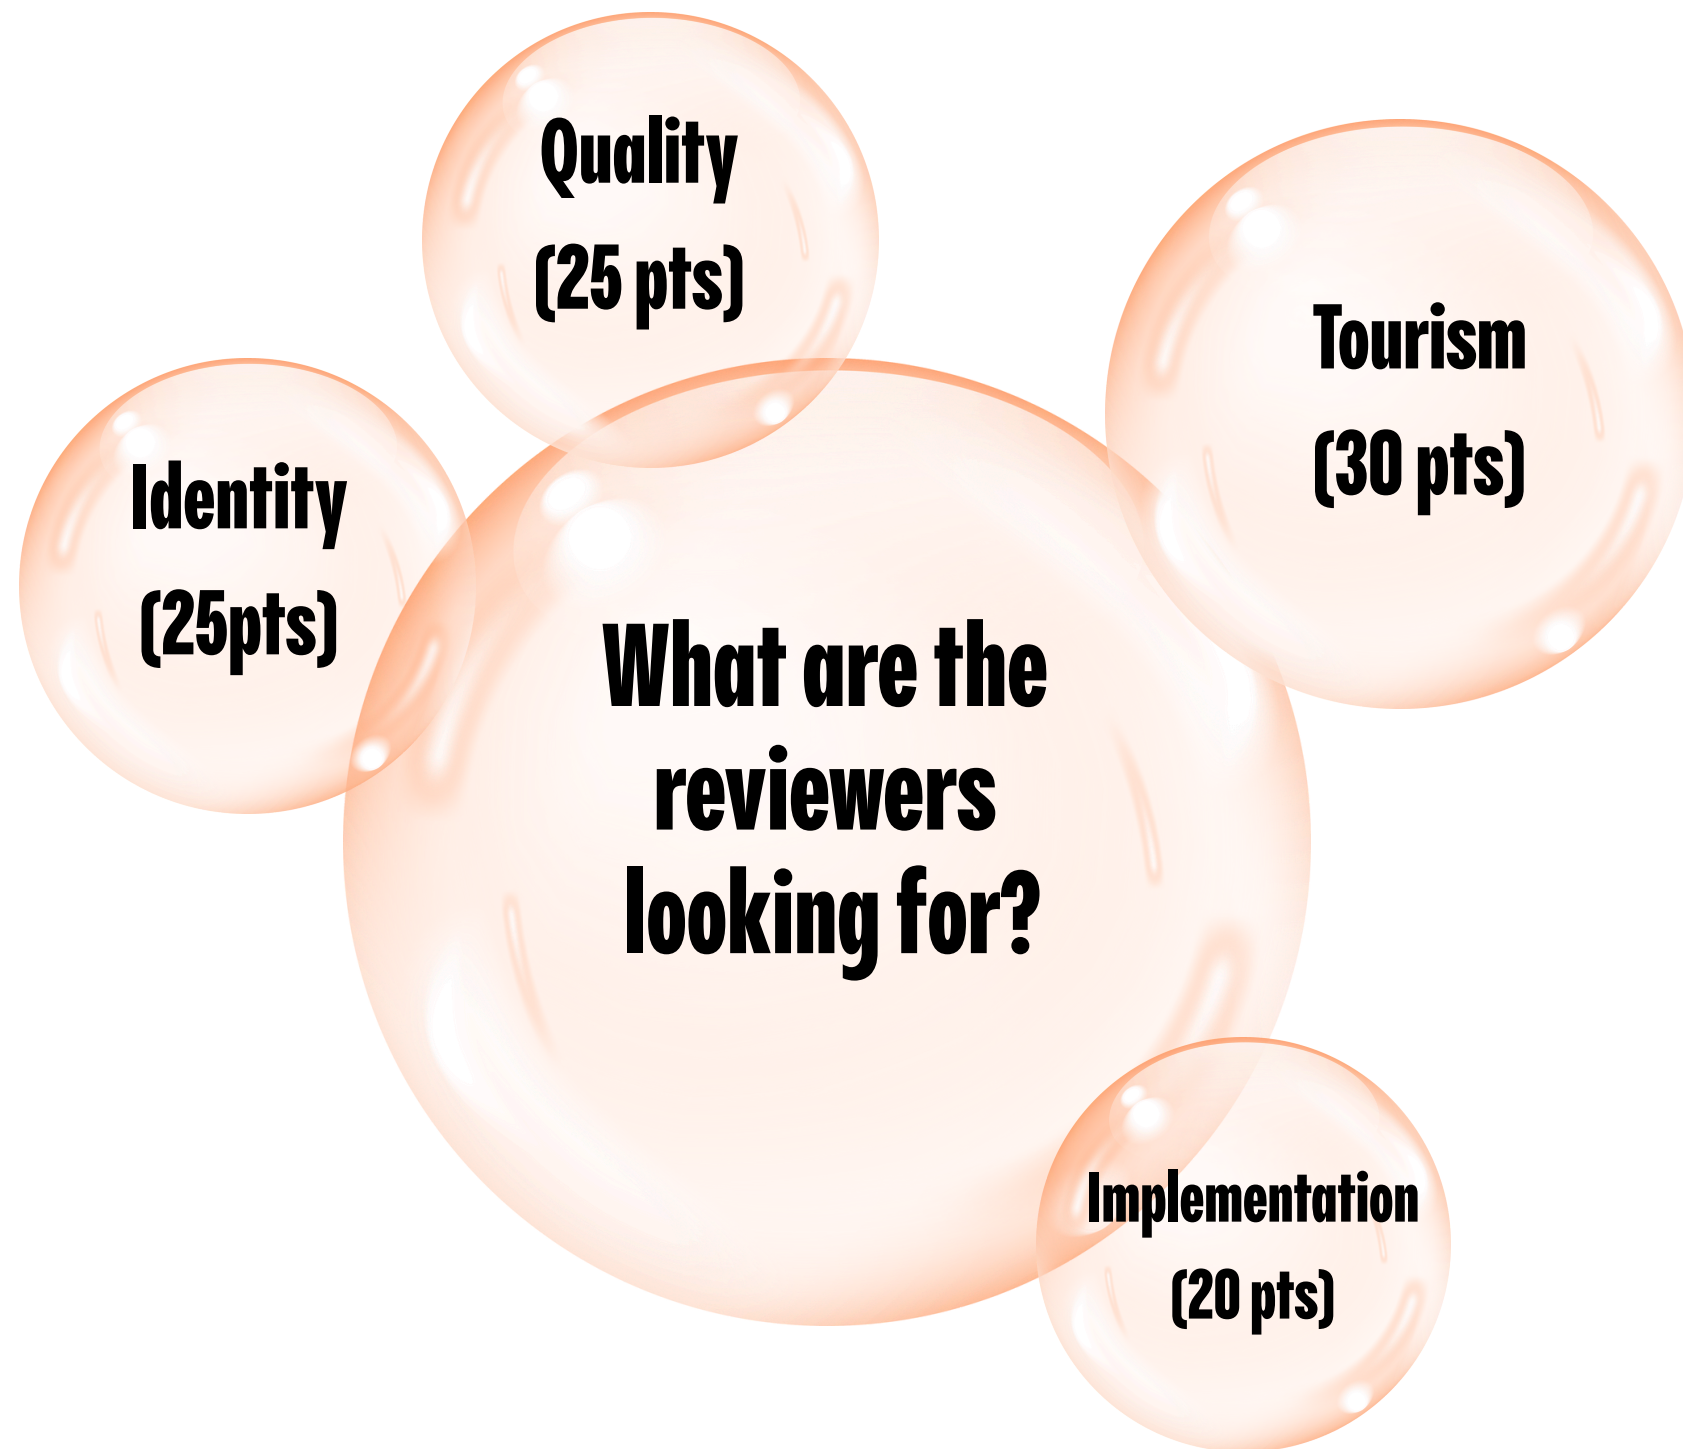 Quality
(25 pts)
Tourism
(30 pts)
Identity
(25pts)
What are the
reviewers
looking for?
Implementation
(20 pts)